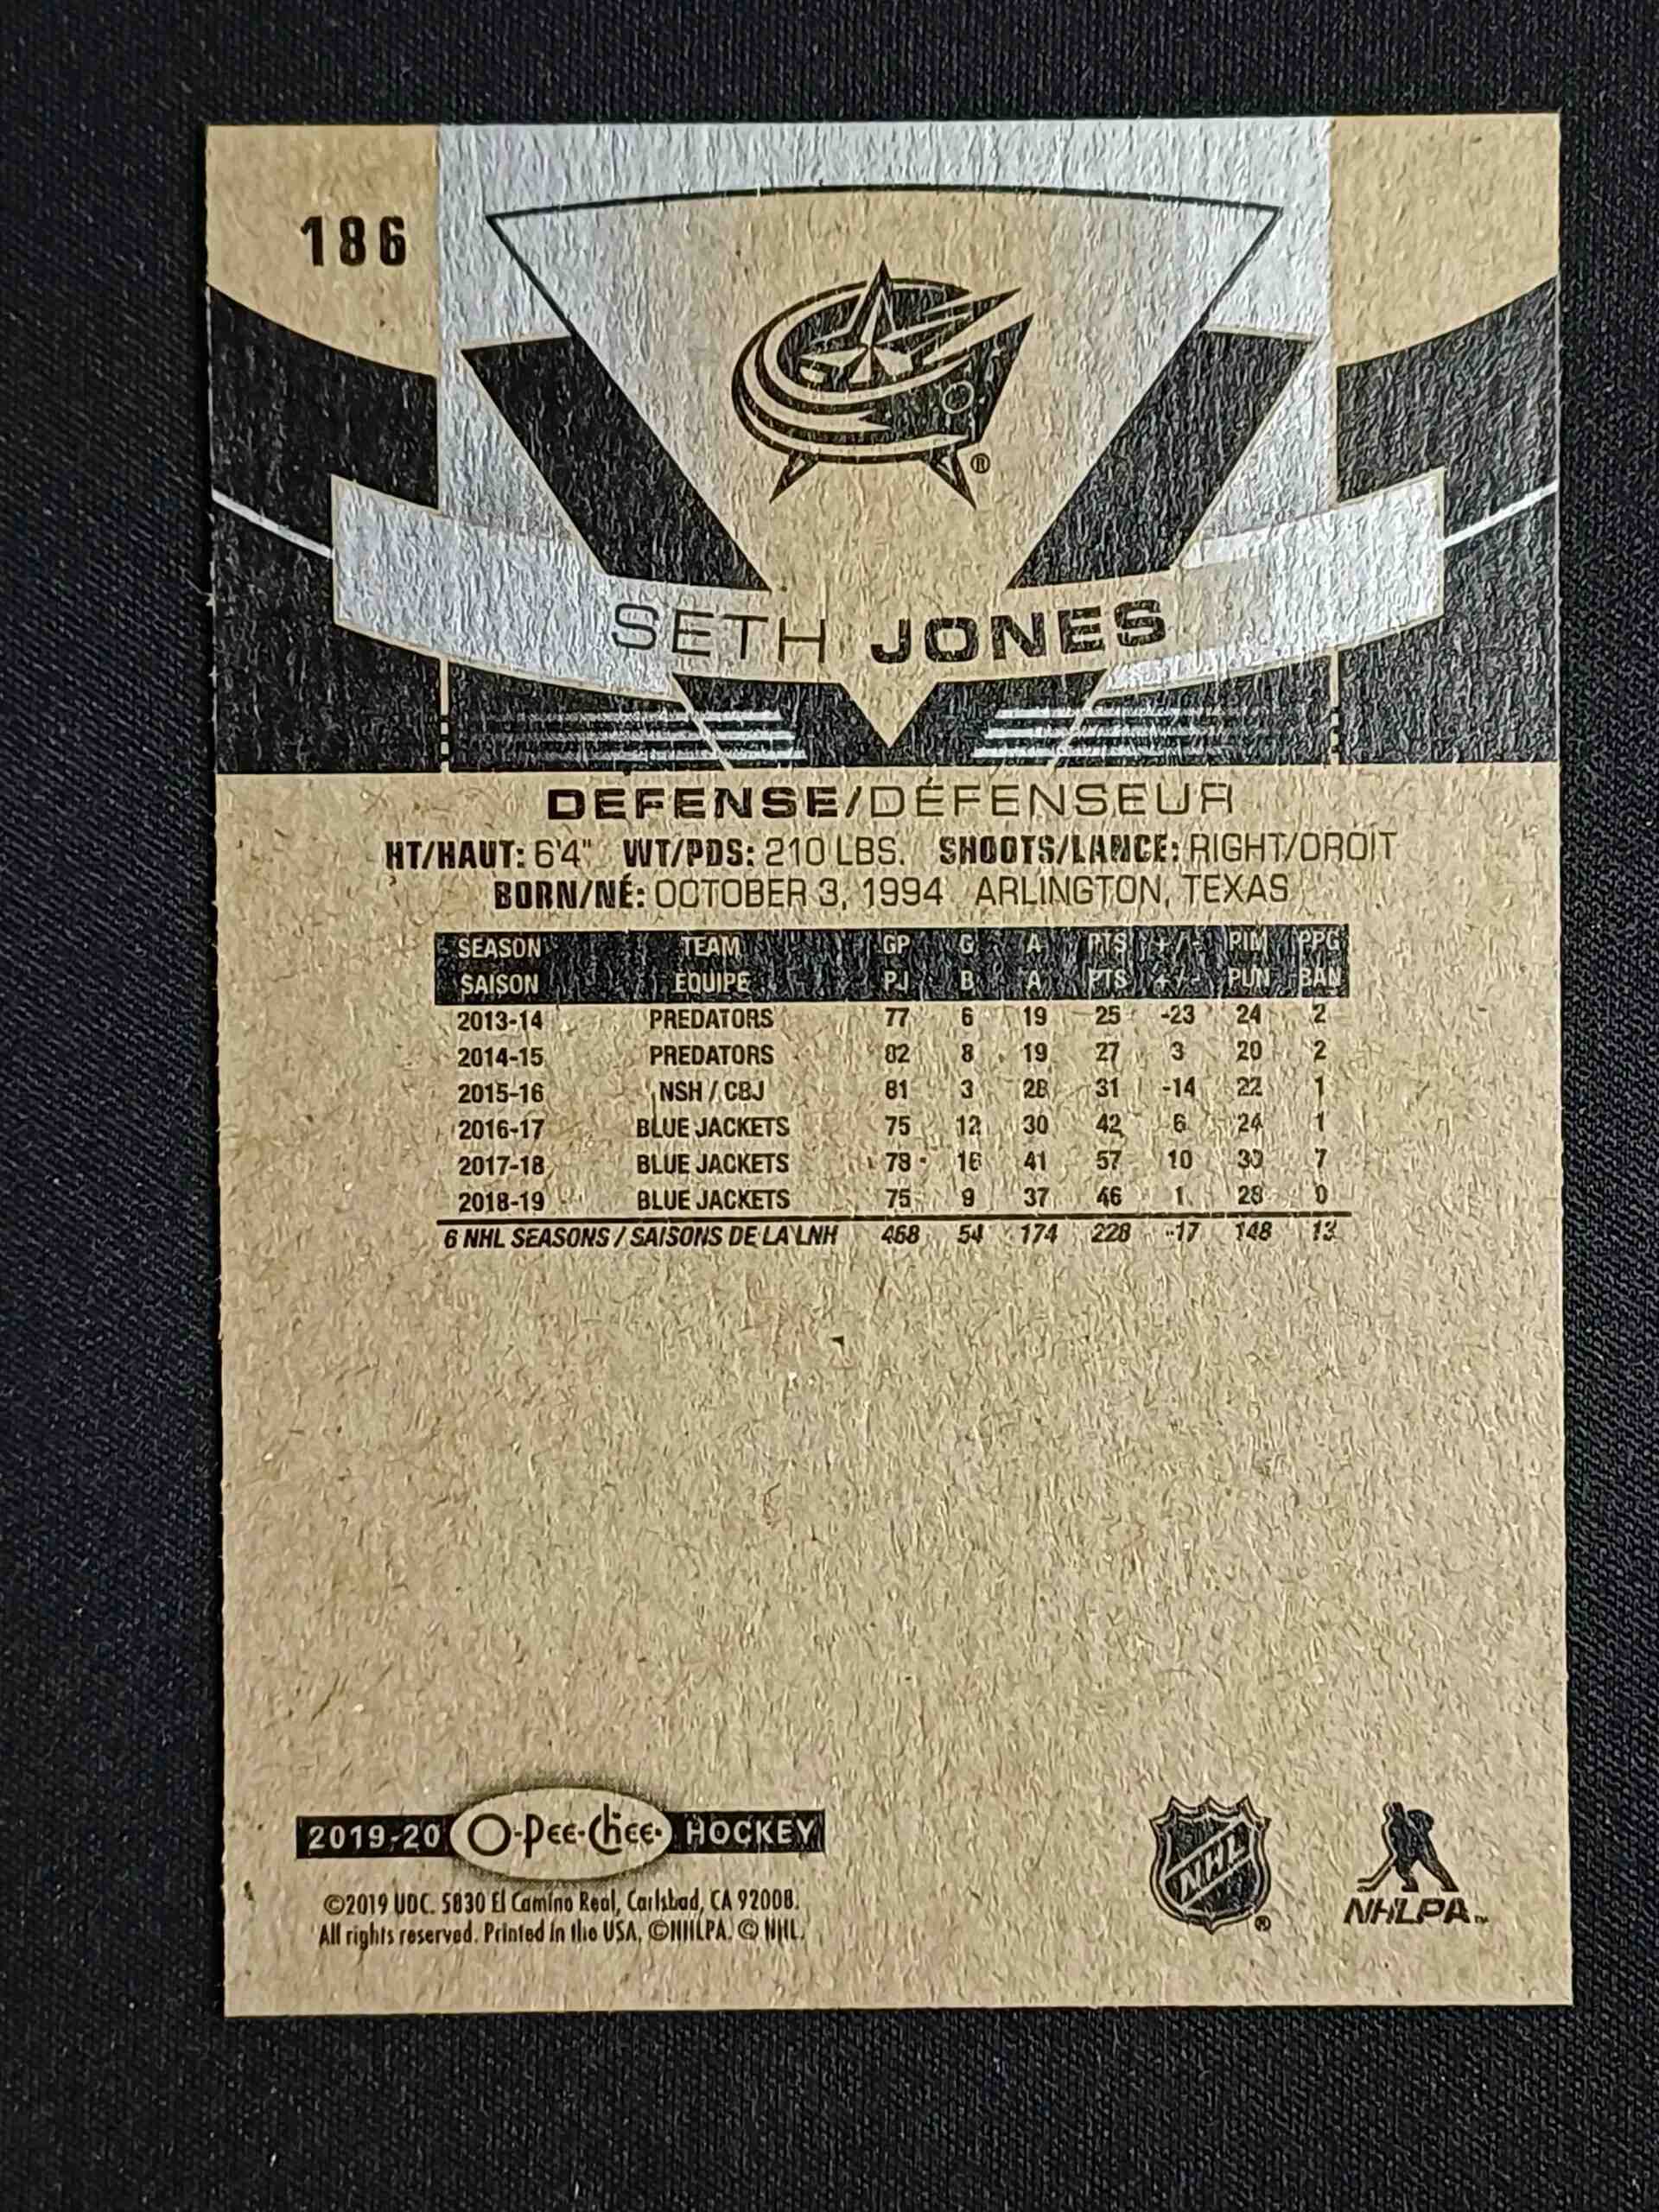 186
®
SETH JONES
DEFENSE/DÉFENSEUR
HT/HAUT: 6'4" WT/PDS: 210 LBS. SHOOTS/LANCE: RIGHT/DROIT
BORN/NÉ: OCTOBER 3, 1994 ARLINGTON, TEXAS
SEASON TEAM GP G A PTS +/- PIM PPG
SAISON EQUIPE PJ B A PTS +/- PUN BAN
2013-14 PREDATORS 77 6 19 25 -23 24 2
2014-15 PREDATORS 82 8 19 27 3 20 2
2015-16 NSH / CBJ 81 3 28 31 -14 22 1
2016-17 BLUE JACKETS 75 12 30 42 6 24 1
2017-18 BLUE JACKETS 78 16 41 57 10 30 7
2018-19 BLUE JACKETS 75 9 37 46 1 28 0
6 NHL SEASONS / SAISONS DE LA LNH 468 54 174 228 -17 148 13
2019-20 O-Pee-Chee HOCKEY
©2019 UDC. 5830 El Camino Real, Carlsbad, CA 92008.
All rights reserved. Printed in the USA. ©NHLPA. © NHL.
NHL ®
NHLPA™